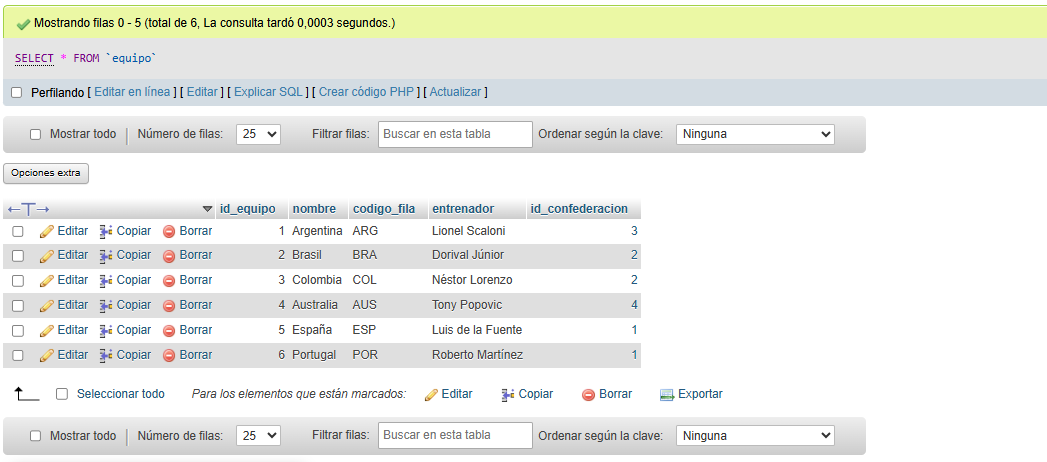 Mostrando filas 0 - 5 (total de 6, La consulta tardó 0,0003 segundos.)
SELECT * FROM `equipo`
Perfilando [ Editar en línea ] [ Editar ] [ Explicar SQL ] [ Crear código PHP ] [ Actualizar ]
Mostrar todo | Número de filas: 25 Filtrar filas: Buscar en esta tabla Ordenar según la clave: Ninguna
Opciones extra
←T→ id_equipo nombre codigo_fila entrenador id_confederacion
Editar Copiar Borrar 1 Argentina ARG Lionel Scaloni 3
Editar Copiar Borrar 2 Brasil BRA Dorival Júnior 2
Editar Copiar Borrar 3 Colombia COL Néstor Lorenzo 2
Editar Copiar Borrar 4 Australia AUS Tony Popovic 4
Editar Copiar Borrar 5 España ESP Luis de la Fuente 1
Editar Copiar Borrar 6 Portugal POR Roberto Martínez 1
Seleccionar todo Para los elementos que están marcados: Editar Copiar Borrar Exportar
Mostrar todo | Número de filas: 25 Filtrar filas: Buscar en esta tabla Ordenar según la clave: Ninguna